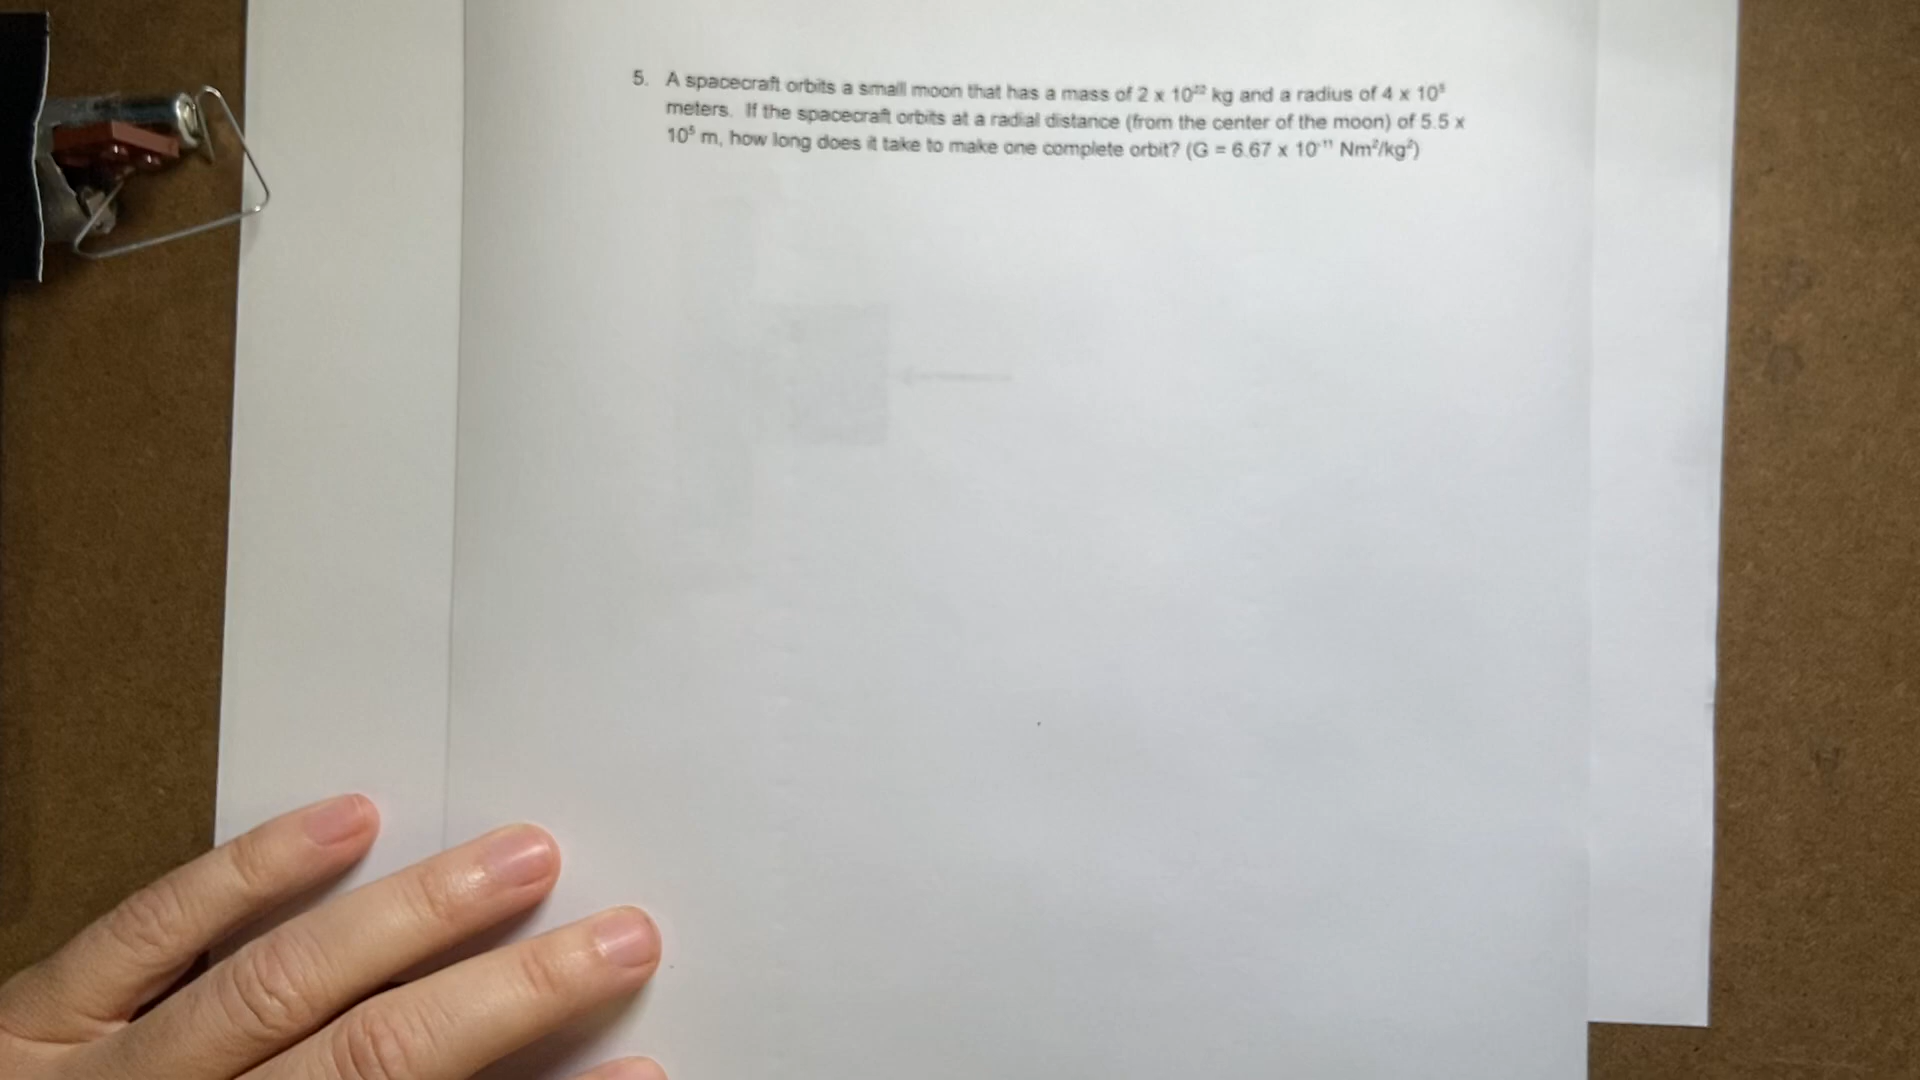 5. A spacecraft orbits a small moon that has a mass of 2 x 10²² kg and a radius of 4 x 10⁵
meters. If the spacecraft orbits at a radial distance (from the center of the moon) of 5.5 x
10⁵ m, how long does it take to make one complete orbit? (G = 6.67 x 10⁻¹¹ Nm²/kg²)